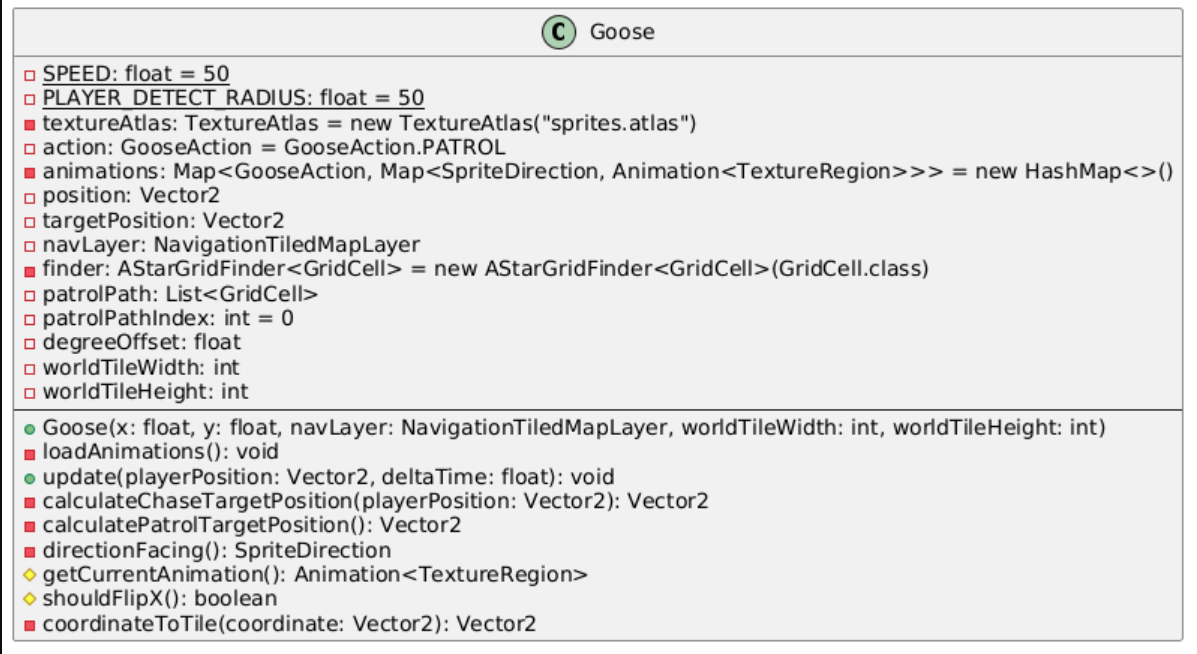 C Goose
SPEED: float = 50
PLAYER_DETECT_RADIUS: float = 50
textureAtlas: TextureAtlas = new TextureAtlas("sprites.atlas")
action: GooseAction = GooseAction.PATROL
animations: Map<GooseAction, Map<SpriteDirection, Animation<TextureRegion>>> = new HashMap<>()
position: Vector2
targetPosition: Vector2
navLayer: NavigationTiledMapLayer
finder: AStarGridFinder<GridCell> = new AStarGridFinder<GridCell>(GridCell.class)
patrolPath: List<GridCell>
patrolPathIndex: int = 0
degreeOffset: float
worldTileWidth: int
worldTileHeight: int
Goose(x: float, y: float, navLayer: NavigationTiledMapLayer, worldTileWidth: int, worldTileHeight: int)
loadAnimations(): void
update(playerPosition: Vector2, deltaTime: float): void
calculateChaseTargetPosition(playerPosition: Vector2): Vector2
calculatePatrolTargetPosition(): Vector2
directionFacing(): SpriteDirection
getCurrentAnimation(): Animation<TextureRegion>
shouldFlipX(): boolean
coordinateToTile(coordinate: Vector2): Vector2